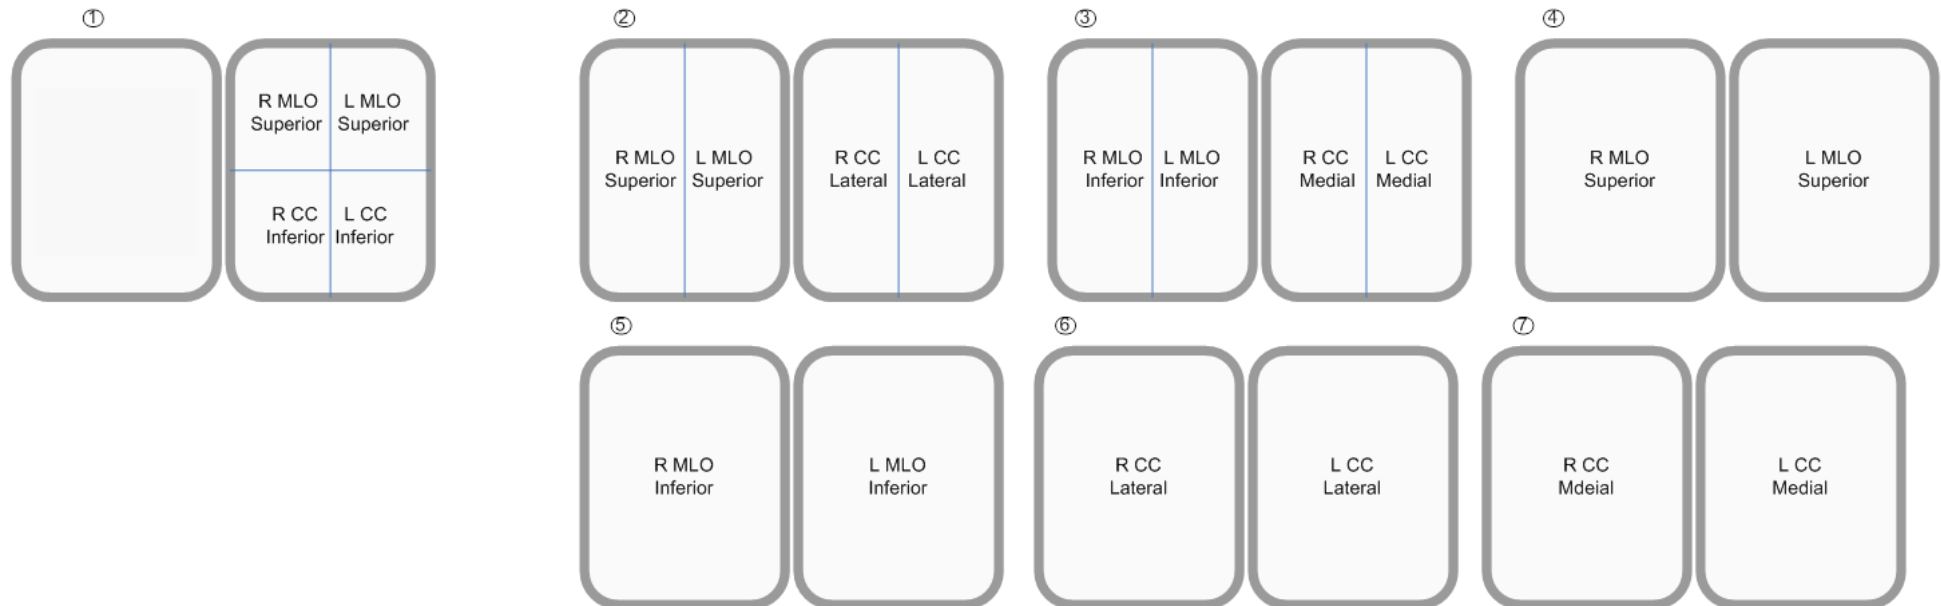 ①
R MLO L MLO
Superior Superior
R CC L CC
Inferior Inferior
②
R MLO L MLO R CC L CC
Superior Superior Lateral Lateral
③
R MLO L MLO R CC L CC
Inferior Inferior Medial Medial
④
R MLO L MLO
Superior Superior
⑤
R MLO L MLO
Inferior Inferior
⑥
R CC L CC
Lateral Lateral
⑦
R CC L CC
Mdeial Medial